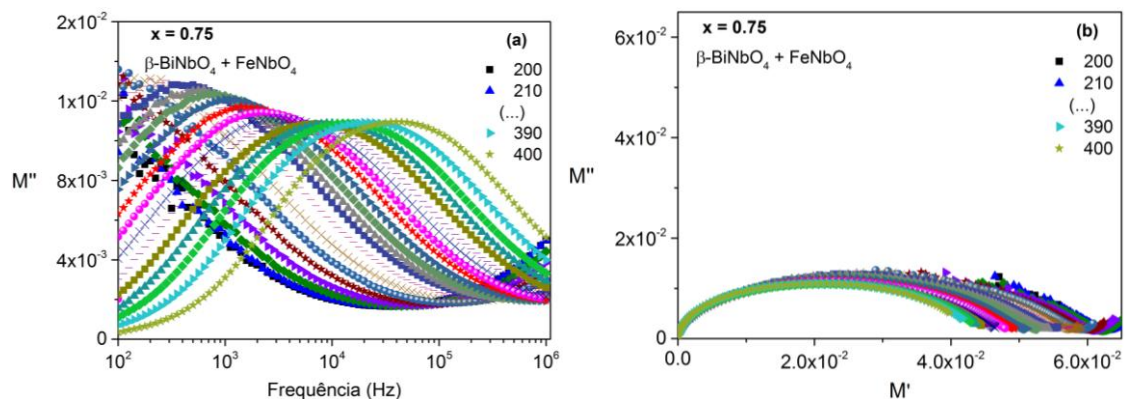 x = 0.75
(a)
β-BiNbO₄ + FeNbO₄
200
210
(...)
390
400
2x10⁻²
1x10⁻²
8x10⁻³
4x10⁻³
0
M''
10² 10³ 10⁴ 10⁵ 10⁶
Frequência (Hz)
x = 0.75
(b)
β-BiNbO₄ + FeNbO₄
200
210
(...)
390
400
6x10⁻²
4x10⁻²
2x10⁻²
0
M''
0.0 2.0x10⁻² 4.0x10⁻² 6.0x10⁻²
M'